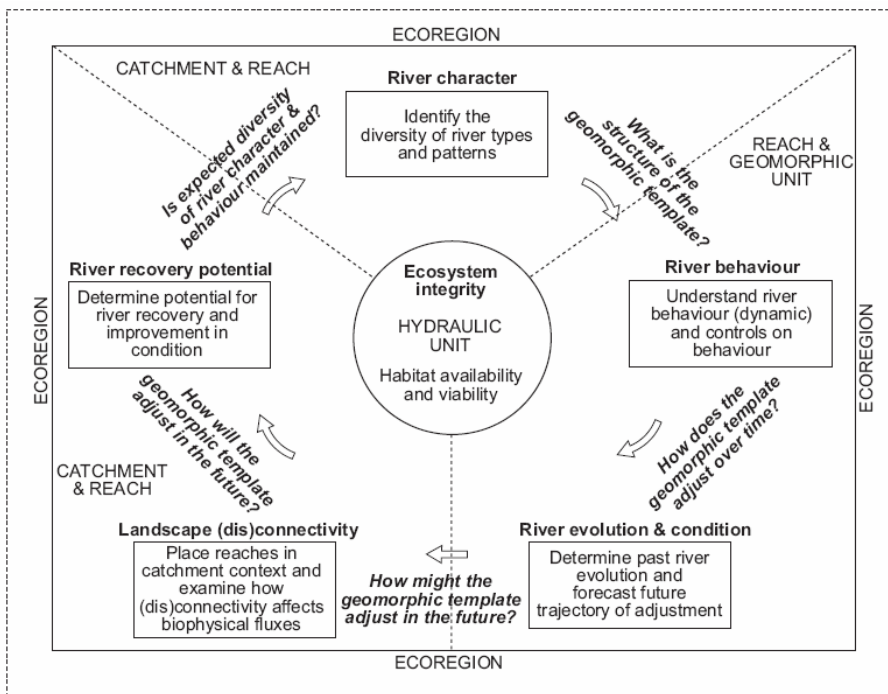 ECOREGION
CATCHMENT & REACH
River character
Identify the
diversity of river types
and patterns
Is expected diversity
of river character &
behaviour maintained?
What is the
structure of the
geomorphic template?
REACH &
GEOMORPHIC
UNIT
River recovery potential
Determine potential for
river recovery and
improvement in
condition
Ecosystem
integrity
HYDRAULIC
UNIT
Habitat availability
and viability
River behaviour
Understand river
behaviour (dynamic)
and controls on
behaviour
ECOREGION
ECOREGION
How will the
geomorphic template
adjust in the future?
How does the
geomorphic template
adjust over time?
CATCHMENT
& REACH
Landscape (dis)connectivity
Place reaches in
catchment context and
examine how
(dis)connectivity affects
biophysical fluxes
How might the
geomorphic template
adjust in the future?
River evolution & condition
Determine past river
evolution and
forecast future
trajectory of adjustment
ECOREGION